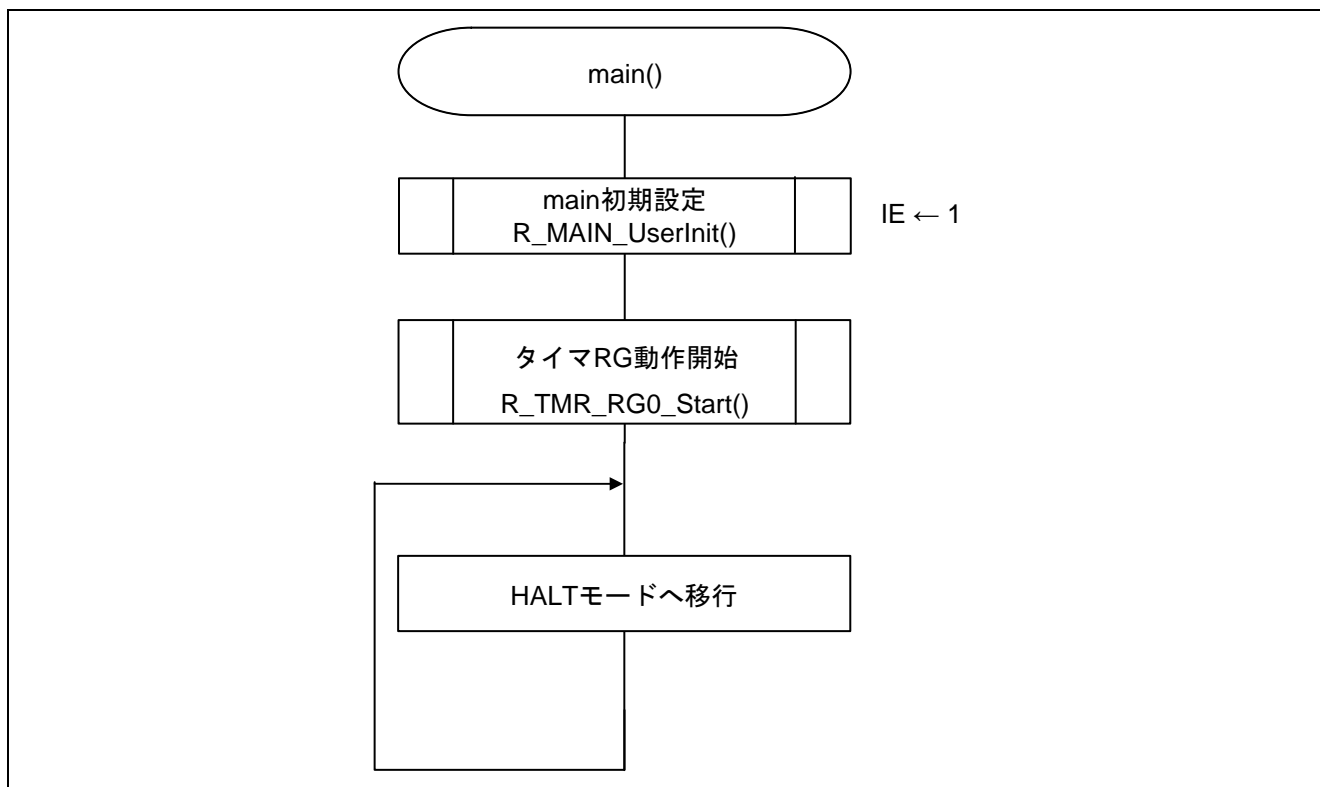 main()
main初期設定
R_MAIN_UserInit()
IE ← 1
タイマRG動作開始
R_TMR_RG0_Start()
HALTモードへ移行